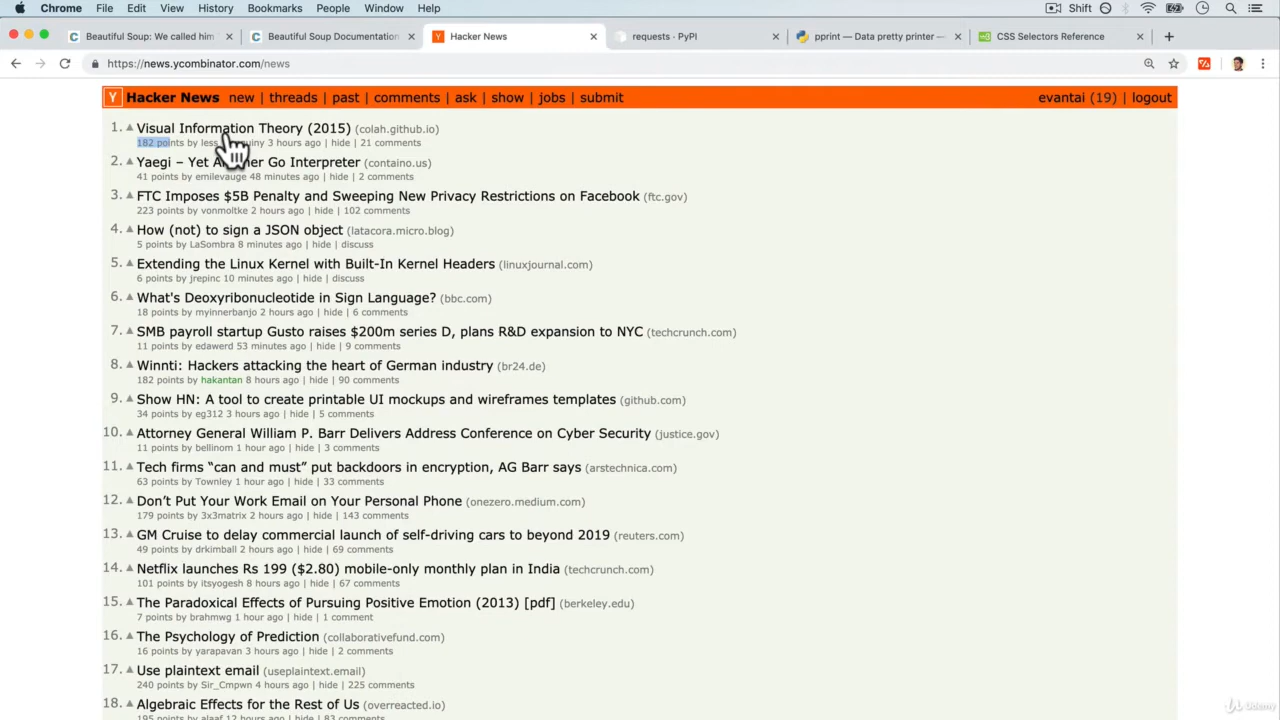 Chrome File Edit View History Bookmarks People Window Help Shift
Beautiful Soup: We called him
Beautiful Soup Documentation
Hacker News
requests · PyPI
pprint — Data pretty printer —
CSS Selectors Reference
https://news.ycombinator.com/news
Y Hacker News new | threads | past | comments | ask | show | jobs | submit evantai (19) | logout
1. Visual Information Theory (2015) (colah.github.io)
182 points by 3 hours ago | hide | 21 comments
2. Yaegi – Yet Another Go Interpreter (containo.us)
41 points by emilevauge 48 minutes ago | hide | 2 comments
3. FTC Imposes $5B Penalty and Sweeping New Privacy Restrictions on Facebook (ftc.gov)
223 points by vonmoltke 2 hours ago | hide | 102 comments
4. How (not) to sign a JSON object (latacora.micro.blog)
5 points by LaSombra 8 minutes ago | hide | discuss
5. Extending the Linux Kernel with Built-In Kernel Headers (linuxjournal.com)
6 points by jrepinc 10 minutes ago | hide | discuss
6. What's Deoxyribonucleotide in Sign Language? (bbc.com)
18 points by myinnerbanjo 2 hours ago | hide | 6 comments
7. SMB payroll startup Gusto raises $200m series D, plans R&D expansion to NYC (techcrunch.com)
11 points by edawerd 53 minutes ago | hide | 9 comments
8. Winnti: Hackers attacking the heart of German industry (br24.de)
182 points by hakantan 8 hours ago | hide | 90 comments
9. Show HN: A tool to create printable UI mockups and wireframes templates (github.com)
34 points by eg312 3 hours ago | hide | 5 comments
10. Attorney General William P. Barr Delivers Address Conference on Cyber Security (justice.gov)
11 points by bellinom 1 hour ago | hide | 3 comments
11. Tech firms “can and must” put backdoors in encryption, AG Barr says (arstechnica.com)
63 points by Townley 1 hour ago | hide | 33 comments
12. Don’t Put Your Work Email on Your Personal Phone (onezero.medium.com)
179 points by 3x3matrix 2 hours ago | hide | 143 comments
13. GM Cruise to delay commercial launch of self-driving cars to beyond 2019 (reuters.com)
49 points by drkimball 2 hours ago | hide | 69 comments
14. Netflix launches Rs 199 ($2.80) mobile-only monthly plan in India (techcrunch.com)
101 points by itsyogesh 8 hours ago | hide | 67 comments
15. The Paradoxical Effects of Pursuing Positive Emotion (2013) [pdf] (berkeley.edu)
7 points by brahmwg 1 hour ago | hide | 1 comment
16. The Psychology of Prediction (collaborativefund.com)
16 points by yarapavan 3 hours ago | hide | 2 comments
17. Use plaintext email (useplaintext.email)
240 points by Sir_Cmpwn 4 hours ago | hide | 225 comments
18. Algebraic Effects for the Rest of Us (overreacted.io)
195 points by alaaf 12 hours ago | hide | 83 comments
Udemy